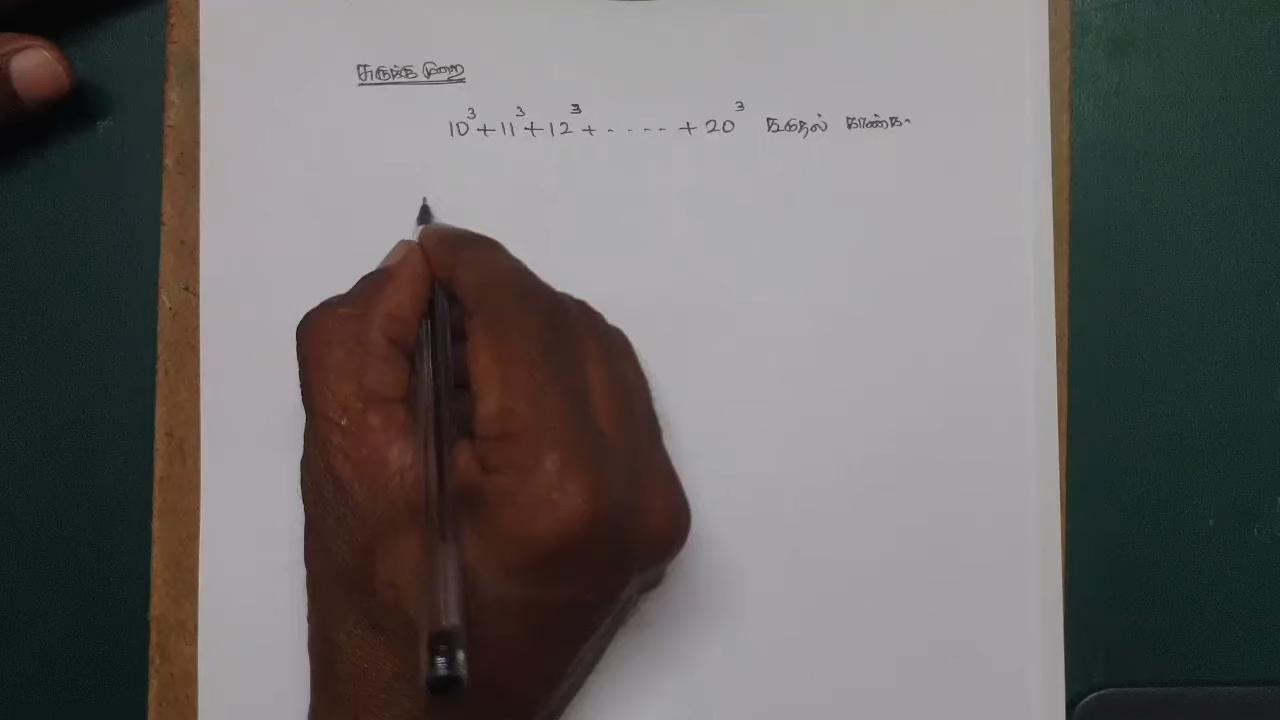 சுருக்கு முறை
10³ + 11³ + 12³ + ..... + 20³ கூடுதல் காண்க.